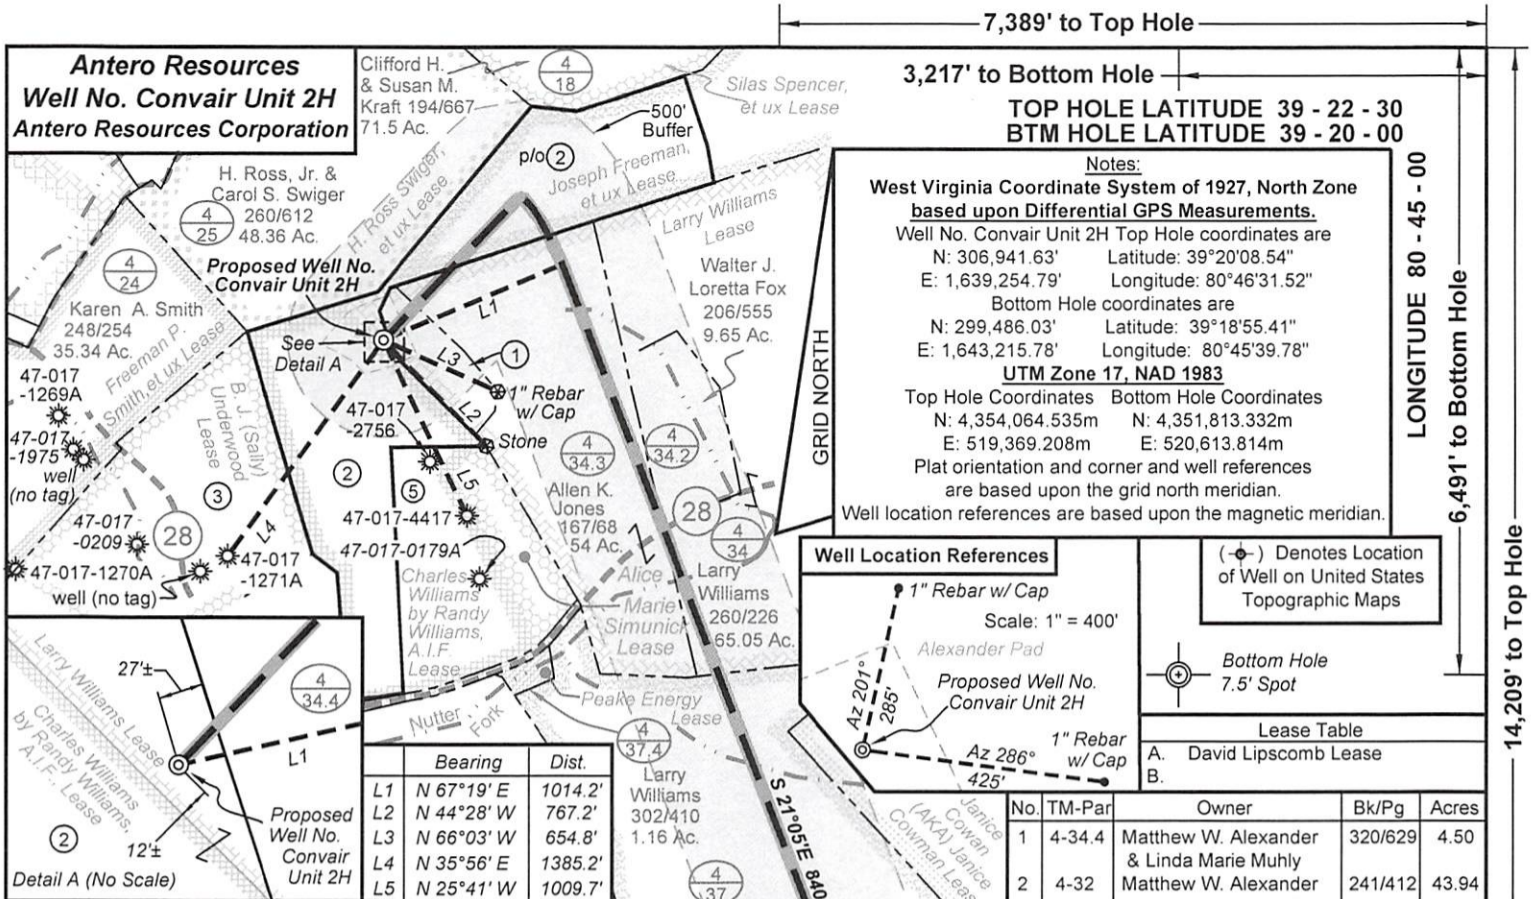 7,389' to Top Hole
Antero Resources
Well No. Convair Unit 2H
Antero Resources Corporation
Clifford H.
& Susan M.
Kraft 194/667
71.5 Ac.
4
18
Silas Spencer,
et ux Lease
3,217' to Bottom Hole
TOP HOLE LATITUDE 39 - 22 - 30
BTM HOLE LATITUDE 39 - 20 - 00
500'
Buffer
p/o 2
Joseph Freeman,
et ux Lease
H. Ross, Jr. &
Carol S. Swiger
260/612
48.36 Ac.
4
25
H. Ross Swiger,
et ux Lease
Larry Williams
Lease
4
24
Karen A. Smith
248/254
35.34 Ac.
Freeman P.
Smith, et ux Lease
Proposed Well No.
Convair Unit 2H
Walter J.
Loretta Fox
206/555
9.65 Ac.
See
Detail A
L1
L3
1
1" Rebar
w/ Cap
L2
Stone
47-017
-1269A
47-017
-1975
well
(no tag)
B. J. (Sally)
Underwood
Lease
3
47-017
-2756
2
5
L5
4
34.3
4
34.2
Allen K.
Jones
167/68
54 Ac.
28
4
34
47-017
-0209
28
L4
47-017-4417
47-017-0179A
47-017-1270A
47-017
-1271A
well (no tag)
Charles
Williams
by Randy
Williams,
A.I.F.
Lease
Alice
Marie
Simunick
Lease
Larry
Williams
260/226
65.05 Ac.
Peake Energy
Lease
Nutter
Fork
4
37.4
Larry
Williams
302/410
1.16 Ac.
4
37
S 21°05'E 840
Janice
Cowan
(AKA) Janice
Cowman Lease
GRID NORTH
Notes:
West Virginia Coordinate System of 1927, North Zone
based upon Differential GPS Measurements.
Well No. Convair Unit 2H Top Hole coordinates are
N: 306,941.63' Latitude: 39°20'08.54"
E: 1,639,254.79' Longitude: 80°46'31.52"
Bottom Hole coordinates are
N: 299,486.03' Latitude: 39°18'55.41"
E: 1,643,215.78' Longitude: 80°45'39.78"
UTM Zone 17, NAD 1983
Top Hole Coordinates Bottom Hole Coordinates
N: 4,354,064.535m N: 4,351,813.332m
E: 519,369.208m E: 520,613.814m
Plat orientation and corner and well references
are based upon the grid north meridian.
Well location references are based upon the magnetic meridian.
LONGITUDE 80 - 45 - 00
6,491' to Bottom Hole
14,209' to Top Hole
Well Location References
1" Rebar w/ Cap
Scale: 1" = 400'
Alexander Pad
Az 201°
285'
Proposed Well No.
Convair Unit 2H
Az 286°
425'
1" Rebar
w/ Cap
( ) Denotes Location
of Well on United States
Topographic Maps
Bottom Hole
7.5' Spot
Lease Table
A. David Lipscomb Lease
B.
No. TM-Par Owner Bk/Pg Acres
1 4-34.4 Matthew W. Alexander 320/629 4.50
& Linda Marie Muhly
2 4-32 Matthew W. Alexander 241/412 43.94
Larry Williams Lease
Charles Williams
by Randy Williams,
A.I.F. Lease
27'±
4
34.4
L1
2
12'±
Proposed
Well No.
Convair
Unit 2H
Detail A (No Scale)
Bearing Dist.
L1 N 67°19' E 1014.2'
L2 N 44°28' W 767.2'
L3 N 66°03' W 654.8'
L4 N 35°56' E 1385.2'
L5 N 25°41' W 1009.7'